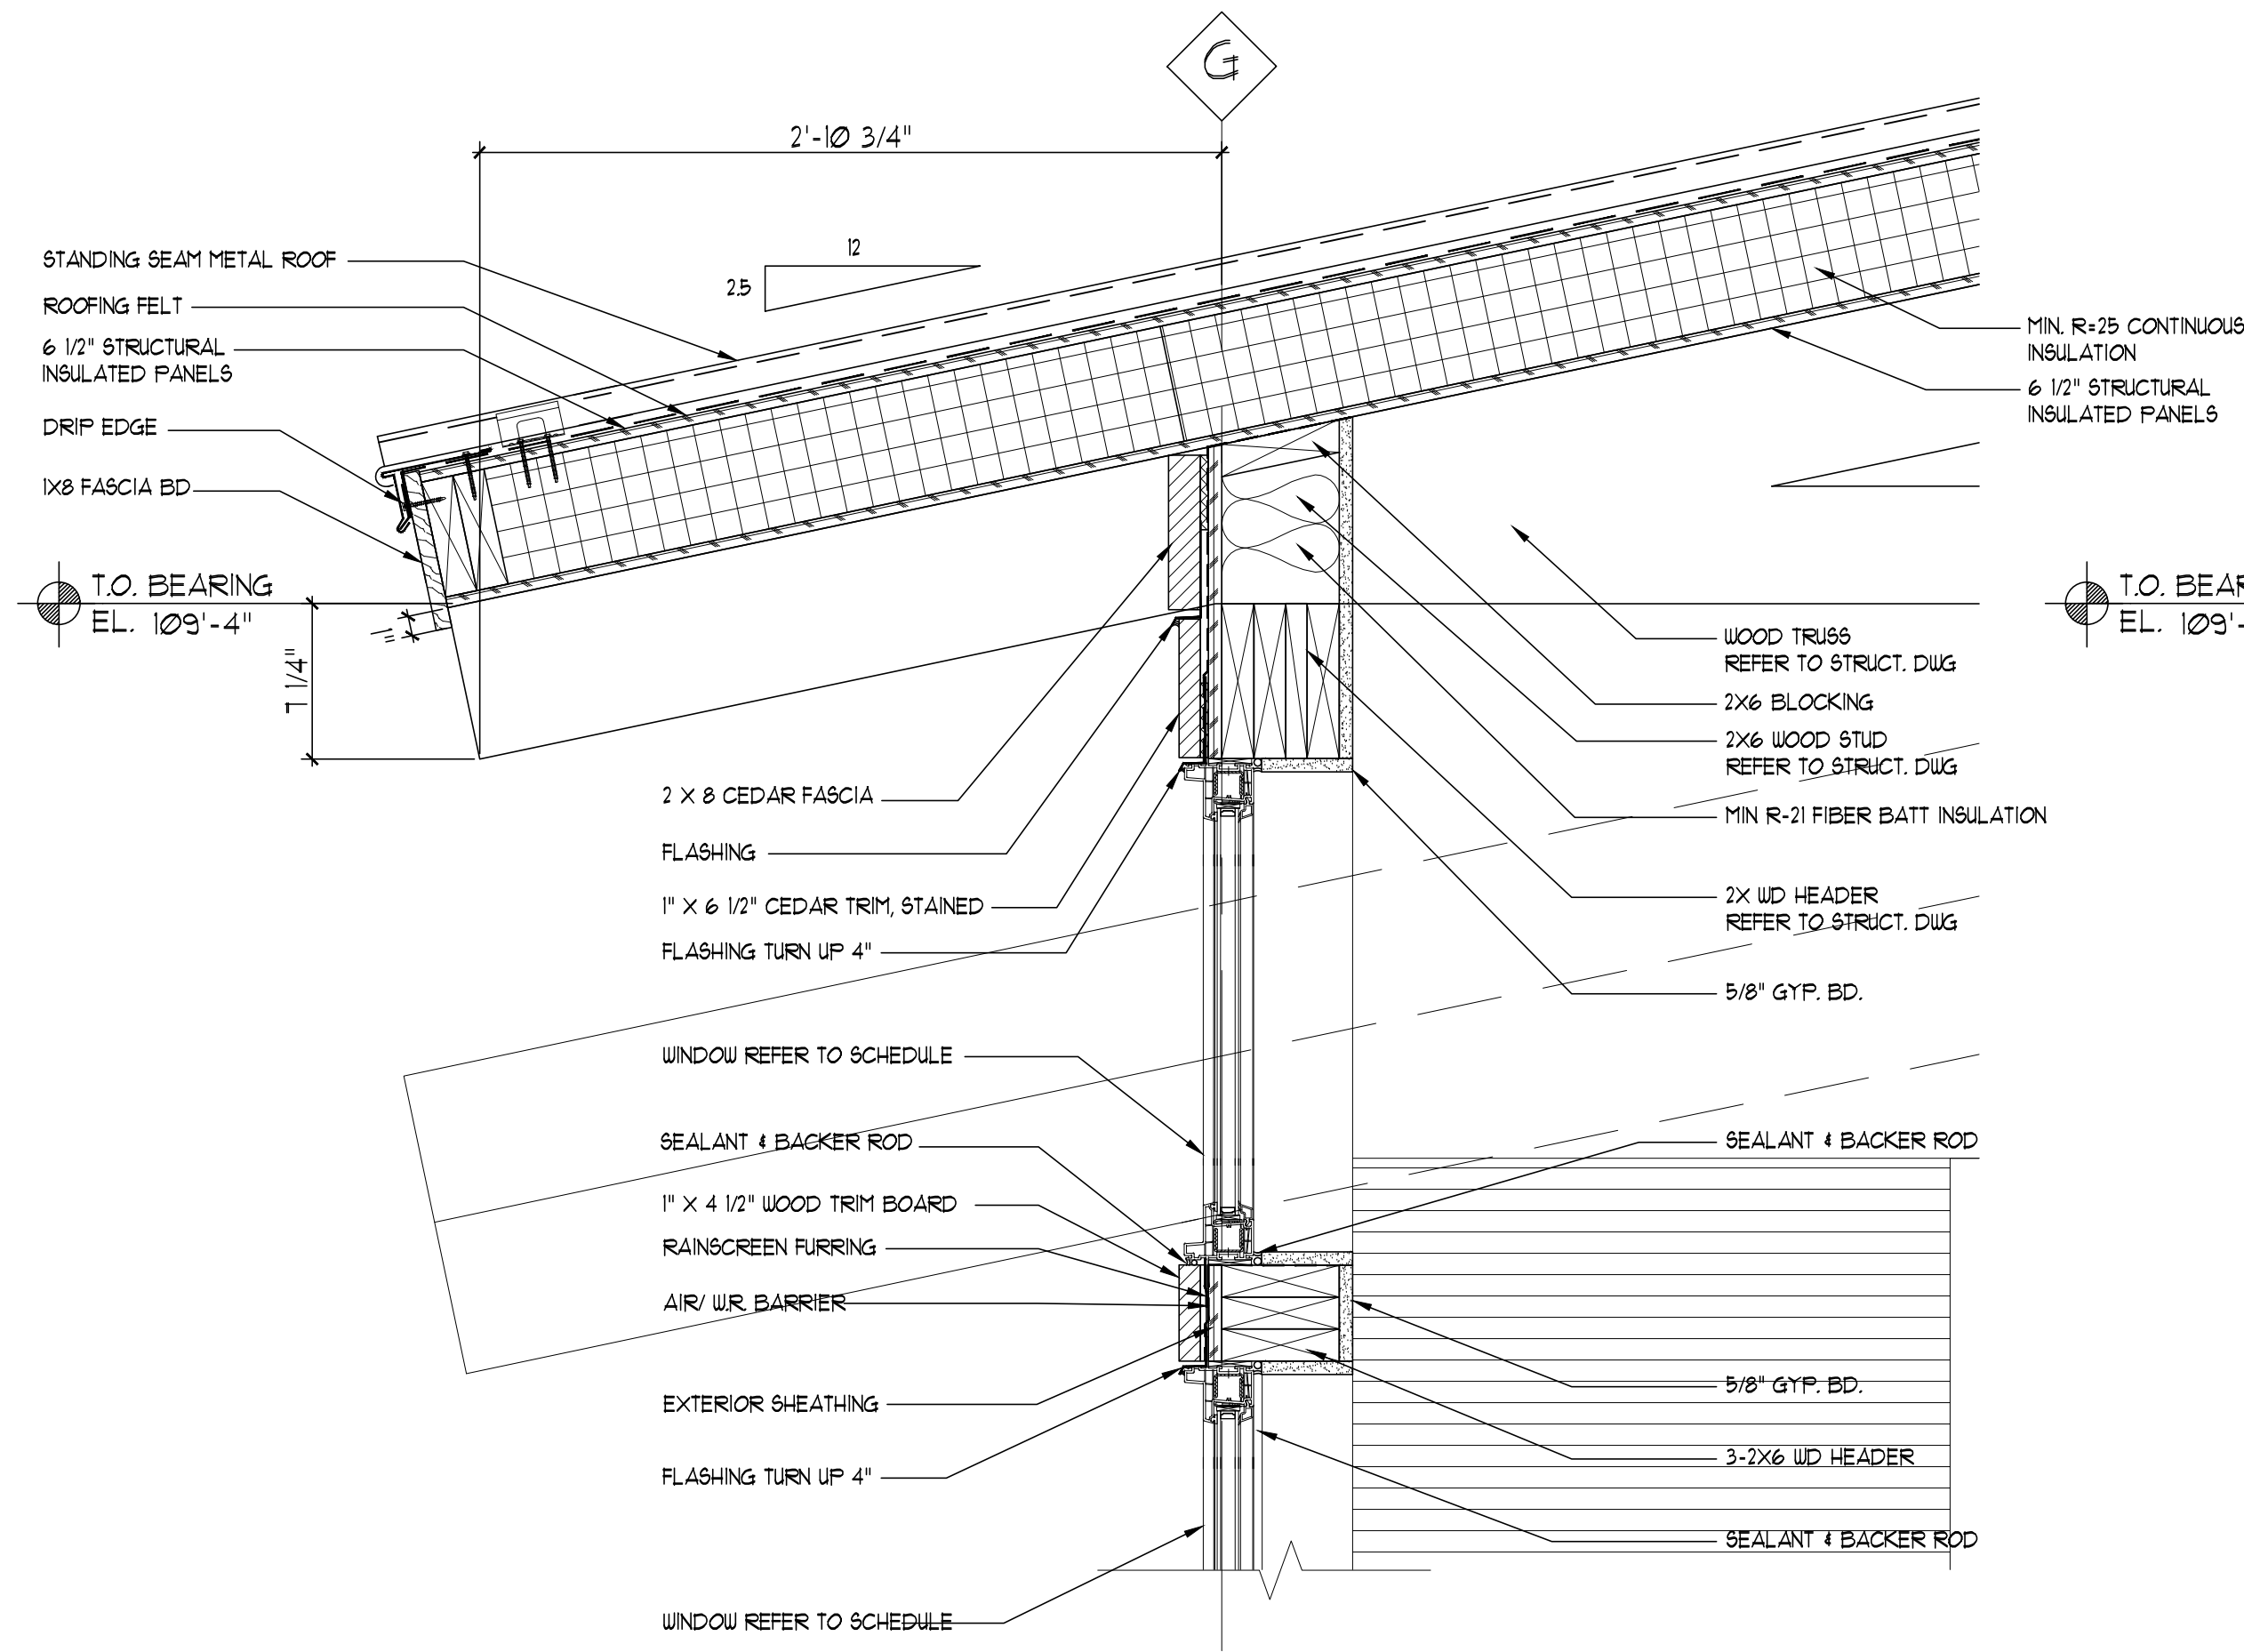 G
2'-10 3/4"
12
2.5
STANDING SEAM METAL ROOF
ROOFING FELT
6 1/2" STRUCTURAL
INSULATED PANELS
DRIP EDGE
1X8 FASCIA BD
T.O. BEARING
EL. 109'-4"
1"
7 1/4"
MIN. R=25 CONTINUOUS
INSULATION
6 1/2" STRUCTURAL
INSULATED PANELS
T.O. BEAR
EL. 109'-
WOOD TRUSS
REFER TO STRUCT. DWG
2X6 BLOCKING
2X6 WOOD STUD
REFER TO STRUCT. DWG
MIN R-21 FIBER BATT INSULATION
2X WD HEADER
REFER TO STRUCT. DWG
5/8" GYP. BD.
2 X 8 CEDAR FASCIA
FLASHING
1" X 6 1/2" CEDAR TRIM, STAINED
FLASHING TURN UP 4"
WINDOW REFER TO SCHEDULE
SEALANT & BACKER ROD
1" X 4 1/2" WOOD TRIM BOARD
RAINSCREEN FURRING
AIR/ W.R. BARRIER
EXTERIOR SHEATHING
FLASHING TURN UP 4"
WINDOW REFER TO SCHEDULE
SEALANT & BACKER ROD
5/8" GYP. BD.
3-2X6 WD HEADER
SEALANT & BACKER ROD